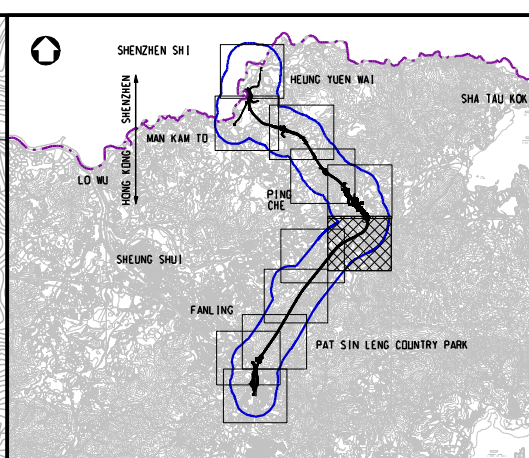 SHENZHEN SHI
HEUNG YUEN WAI
SHA TAU KOK
SHENZHEN
HONG KONG
MAN KAM TO
LO WU
PING
CHE
SHEUNG SHUI
FANLING
PAT SIN LENG COUNTRY PARK